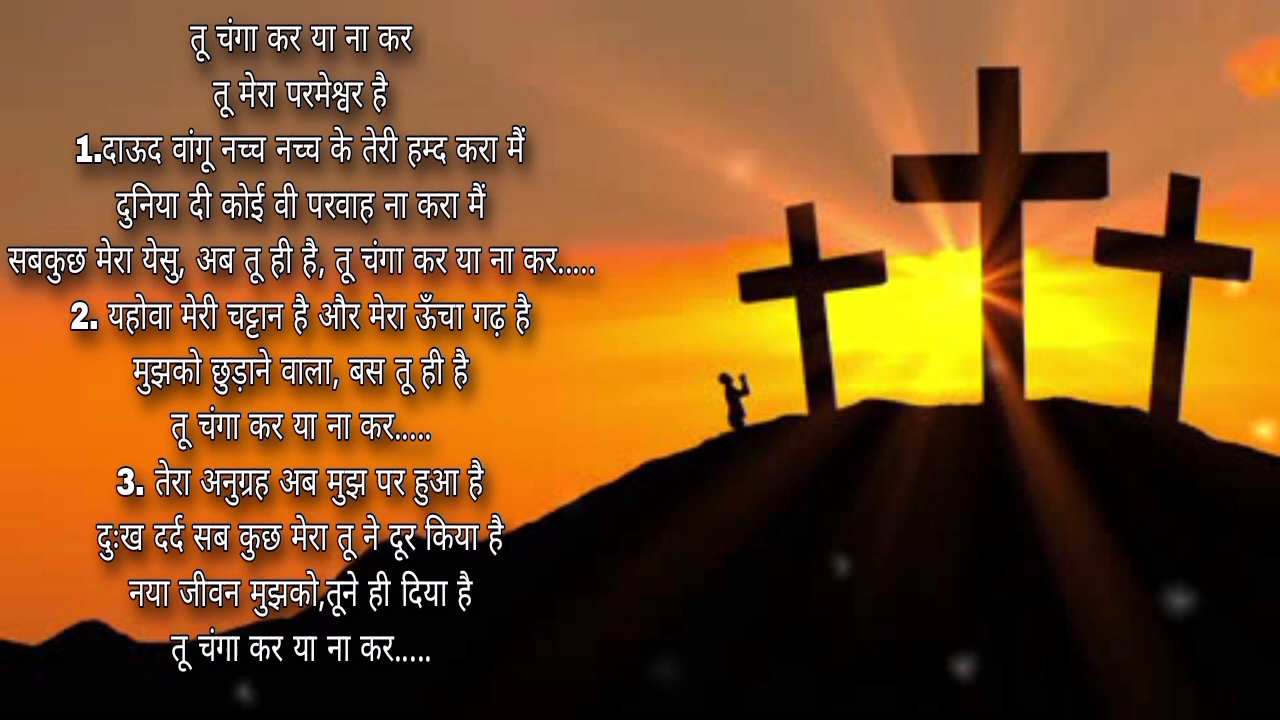 तू चंगा कर या ना कर
तू मेरा परमेश्वर है
1.दाऊद वांगू नच्च नच्च के तेरी हम्द करा मैं
दुनिया दी कोई वी परवाह ना करा मैं
सबकुछ मेरा येसु, अब तू ही है, तू चंगा कर या ना कर.....
2. यहोवा मेरी चट्टान है और मेरा ऊँचा गढ़ है
मुझको छुड़ाने वाला, बस तू ही है
तू चंगा कर या ना कर.....
3. तेरा अनुग्रह अब मुझ पर हुआ है
दुःख दर्द सब कुछ मेरा तू ने दूर किया है
नया जीवन मुझको,तूने ही दिया है
तू चंगा कर या ना कर.....